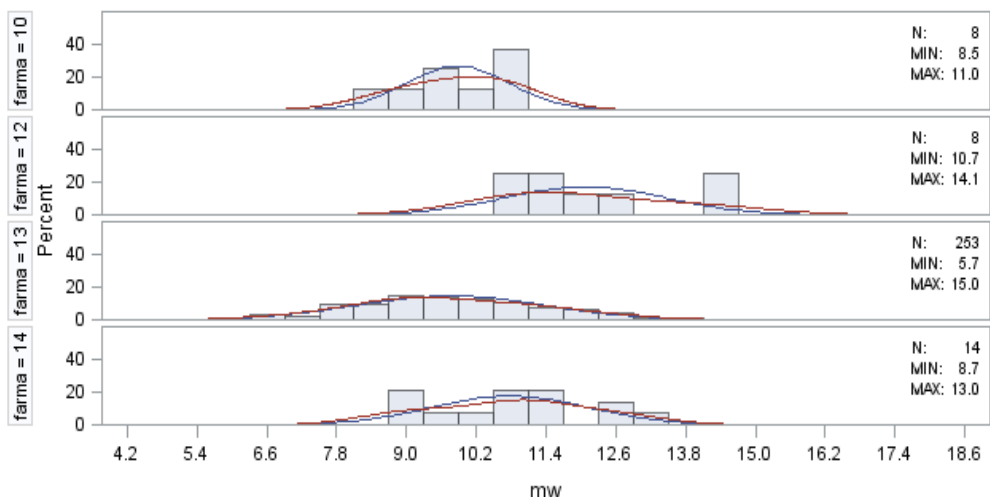 farma = 10
40
20
0
N: 8
MIN: 8.5
MAX: 11.0
farma = 12
40
20
0
N: 8
MIN: 10.7
MAX: 14.1
Percent
farma = 13
40
20
0
N: 253
MIN: 5.7
MAX: 15.0
farma = 14
40
20
0
N: 14
MIN: 8.7
MAX: 13.0
4.2 5.4 6.6 7.8 9.0 10.2 11.4 12.6 13.8 15.0 16.2 17.4 18.6
mw